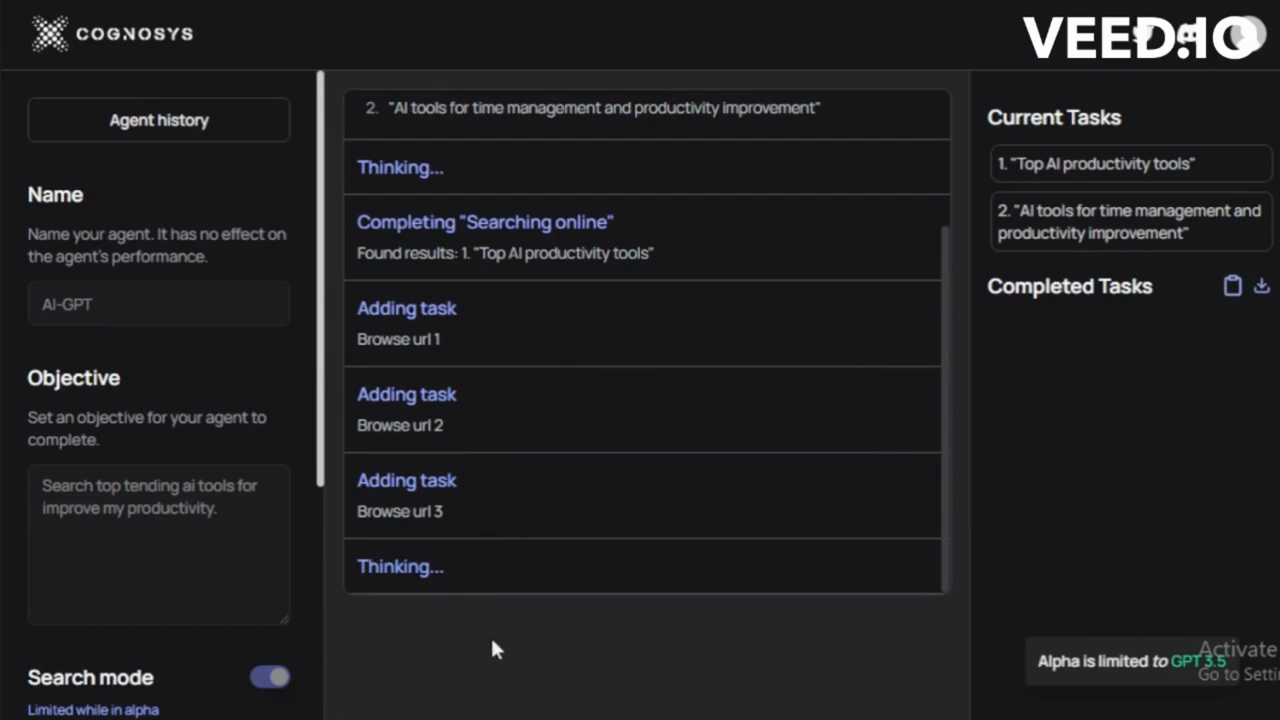 COGNOSYS
VEED.IO
Agent history
Name
Name your agent. It has no effect on
the agent's performance.
AI-GPT
Objective
Set an objective for your agent to
complete.
Search top tending ai tools for
improve my productivity.
Search mode
Limited while in alpha
2. "AI tools for time management and productivity improvement"
Thinking...
Completing "Searching online"
Found results: 1. "Top AI productivity tools"
Adding task
Browse url 1
Adding task
Browse url 2
Adding task
Browse url 3
Thinking...
Current Tasks
1. "Top AI productivity tools"
2. "AI tools for time management and
productivity improvement"
Completed Tasks
Alpha is limited to GPT 3.5
Activate
Go to Setti